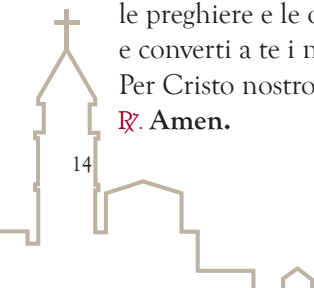 le preghiere e le
e converti a te i
Per Cristo nostro
℟. Amen.
14